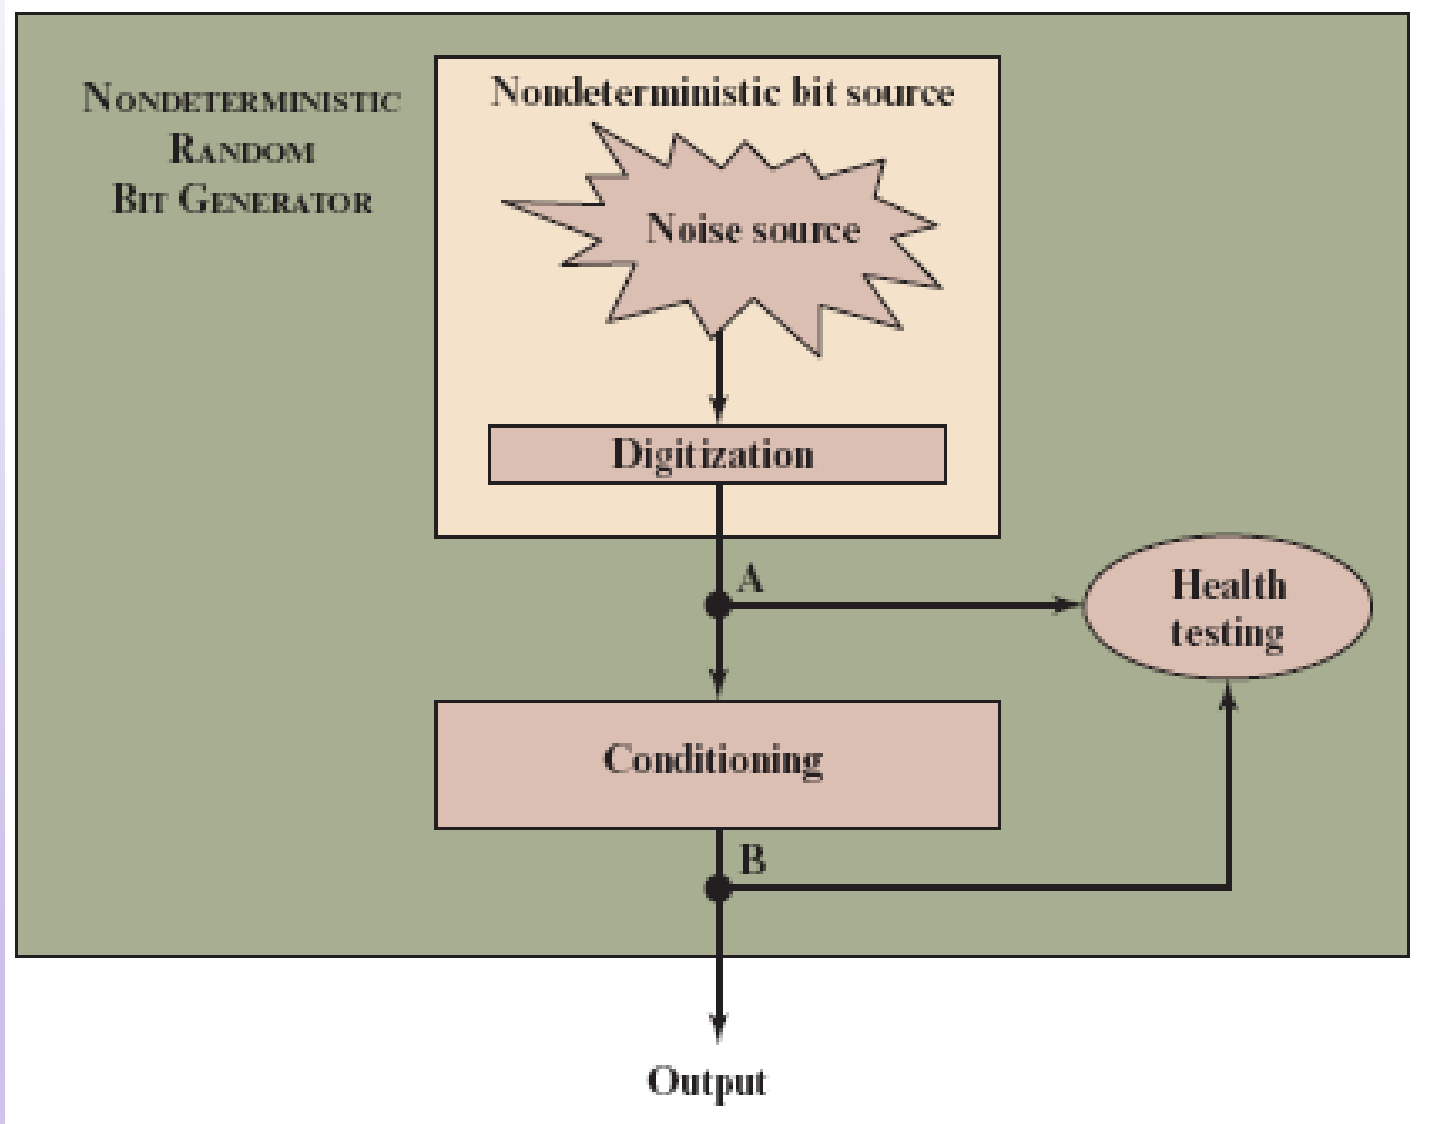 NONDETERMINISTIC
RANDOM
BIT GENERATOR
Nondeterministic bit source
Noise source
Digitization
A
Health
testing
Conditioning
B
Output